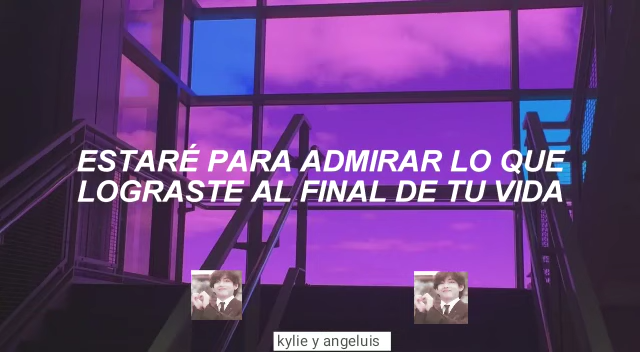 ESTARÉ PARA ADMIRAR LO QUE
LOGRASTE AL FINAL DE TU VIDA
kylie y angeluis